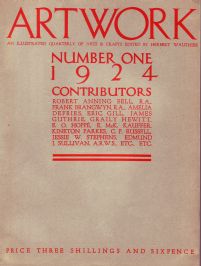 ARTWORK
AN ILLUSTRATED QUARTERLY OF ARTS & CRAFTS EDITED BY HERBERT WAUTHIER
NUMBER ONE
1924
CONTRIBUTORS
ROBERT ANNING BELL, R.A.,
FRANK BRANGWYN, R.A., AMELIA
DEFRIES, ERIC GILL, JAMES
GUTHRIE, GRAILY HEWITT,
E. O. HOPPÉ, E. McK. KAUFFER,
KINETON PARKES, C. F. RUSSELL,
JESSIE W. STEPHENS, EDMUND
J. SULLIVAN, A.R.W.S., ETC., ETC.
PRICE THREE SHILLINGS AND SIXPENCE